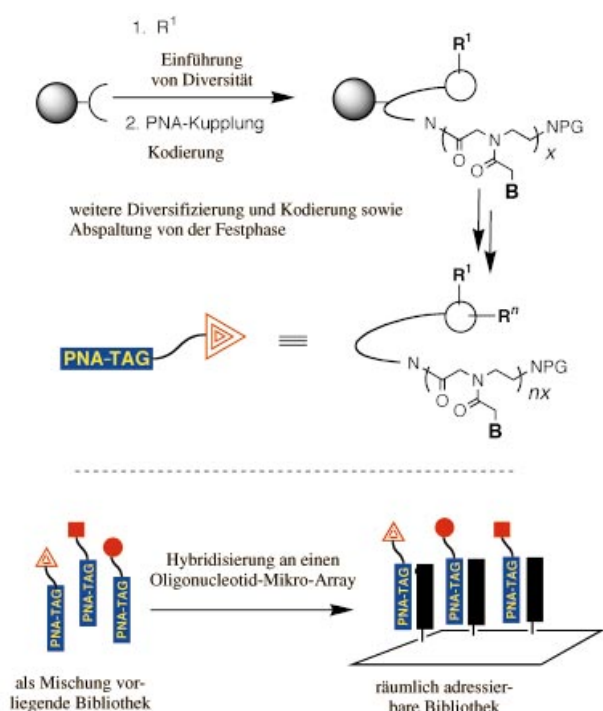 1. R¹
Einführung
von Diversität
2. PNA-Kupplung
Kodierung
R¹
N
O
N
O
B
NPG
x
weitere Diversifizierung und Kodierung sowie
Abspaltung von der Festphase
PNA-TAG
R¹
Rⁿ
N
O
N
O
B
NPG
nx
PNA-TAG
PNA-TAG
PNA-TAG
Hybridisierung an einen
Oligonucleotid-Mikro-Array
PNA-TAG
PNA-TAG
PNA-TAG
als Mischung vor-
liegende Bibliothek
räumlich adressier-
bare Bibliothek